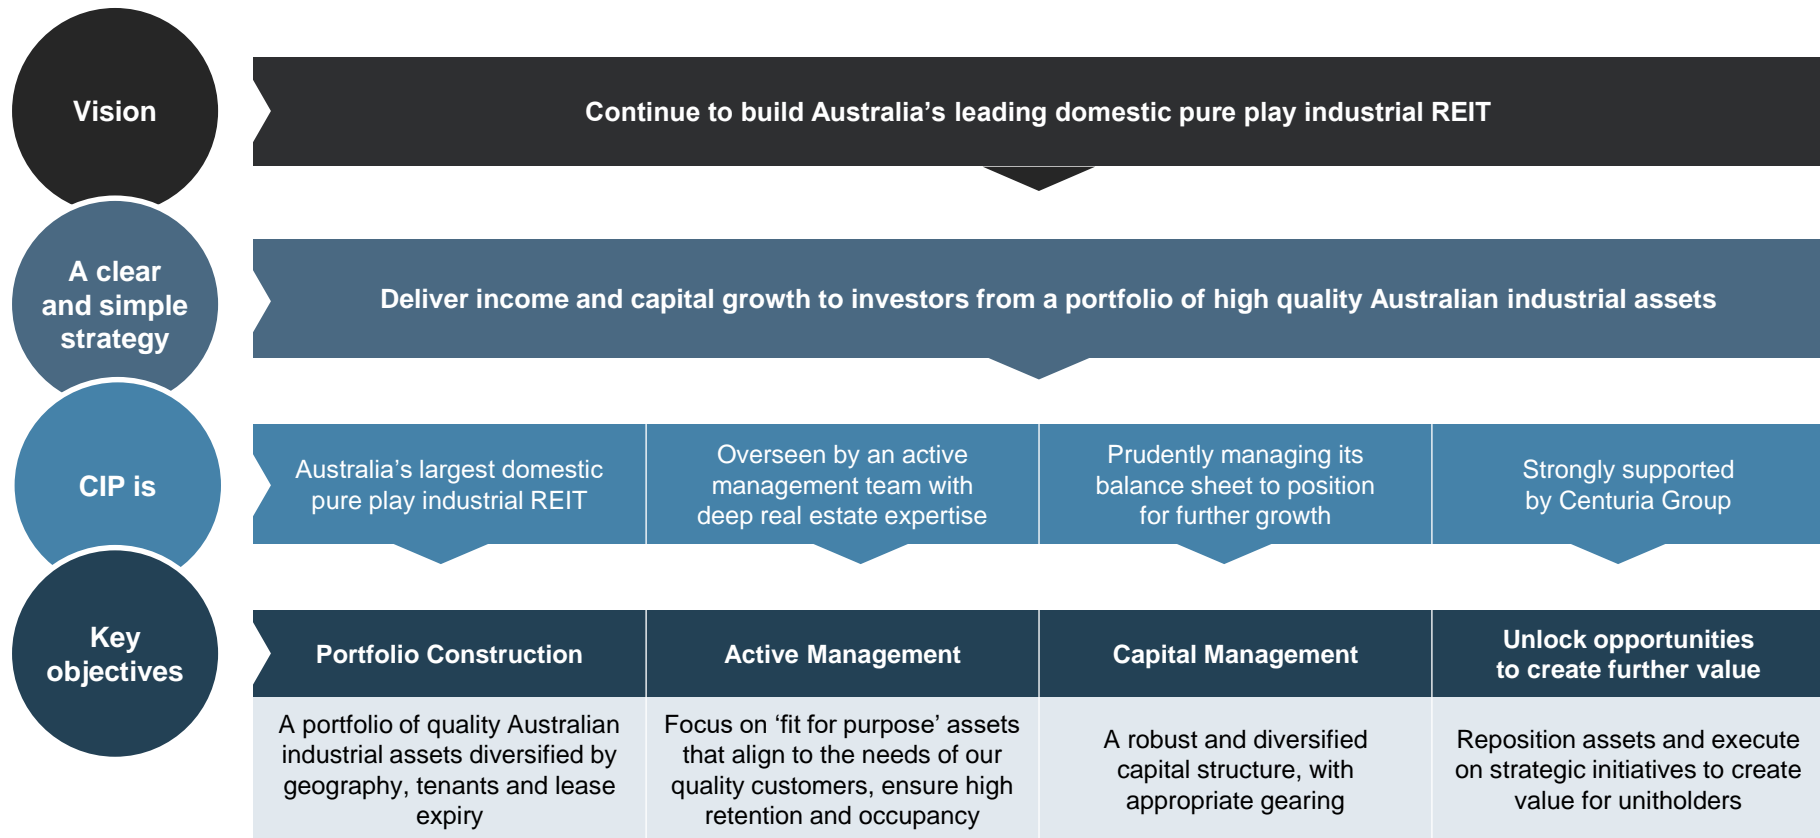 Vision
Continue to build Australia’s leading domestic pure play industrial REIT
A clear
and simple
strategy
Deliver income and capital growth to investors from a portfolio of high quality Australian industrial assets
CIP is
Australia’s largest domestic
pure play industrial REIT
Overseen by an active
management team with
deep real estate expertise
Prudently managing its
balance sheet to position
for further growth
Strongly supported
by Centuria Group
Key
objectives
Portfolio Construction
Active Management
Capital Management
Unlock opportunities
to create further value
A portfolio of quality Australian
industrial assets diversified by
geography, tenants and lease
expiry
Focus on ‘fit for purpose’ assets
that align to the needs of our
quality customers, ensure high
retention and occupancy
A robust and diversified
capital structure, with
appropriate gearing
Reposition assets and execute
on strategic initiatives to create
value for unitholders